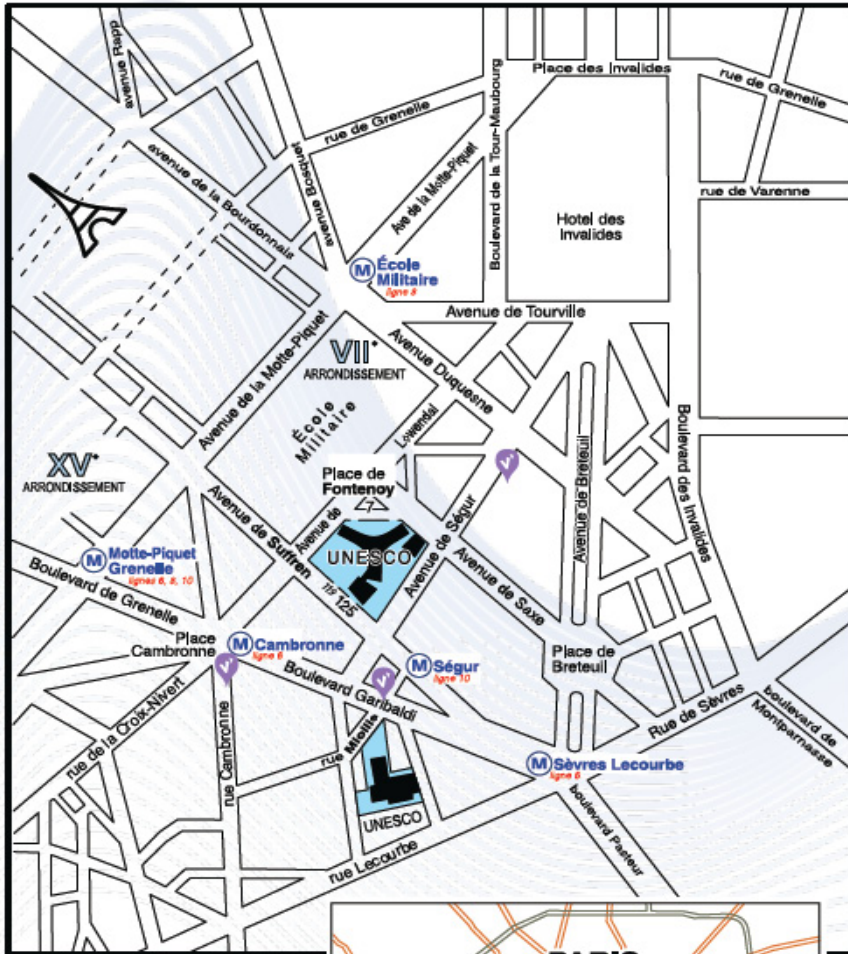 avenue Rapp
Place des Invalides
rue de Grenelle
rue de Grenelle
avenue de la Bourdonnais
avenue Bosquet
Ave de la Motte-Piquet
Boulevard de la Tour-Maubourg
rue de Varenne
Hotel des
Invalides
M École
Militaire
ligne 8
Avenue de Tourville
Avenue de la Motte-Piquet
VII•
ARRONDISSEMENT
Avenue Duquesne
École
Militaire
Lowendal
Avenue de
XV•
ARRONDISSEMENT
Place de
Fontenoy
7
UNESCO
Avenue de Suffren
125
Avenue de Ségur
Avenue de Saxe
Avenue de Breteuil
Boulevard des Invalides
M Motte-Piquet
Grenelle
lignes 6, 8, 10
Boulevard de Grenelle
Place
Cambronne
M Cambronne
ligne 6
M Ségur
ligne 10
Place de
Breteuil
Boulevard Garibaldi
rue de la Croix-Nivert
rue Cambronne
rue Miollis
UNESCO
Rue de Sèvres
boulevard de
Montparnasse
M Sèvres Lecourbe
ligne 6
boulevard Pasteur
rue Lecourbe
PARIS